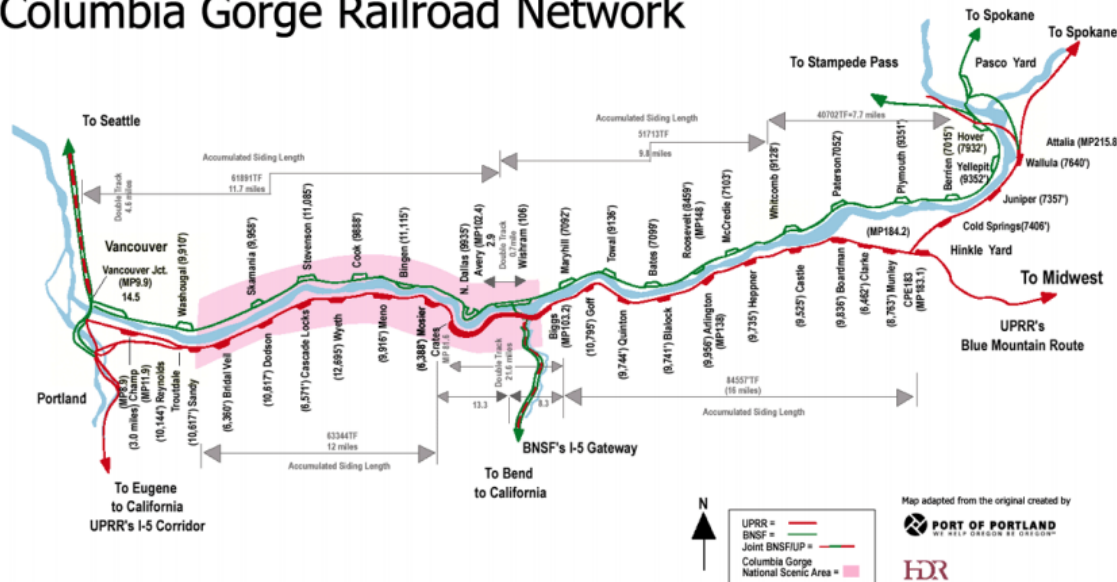 Columbia Gorge Railroad Network
To Spokane
To Spokane
To Stampede Pass
Pasco Yard
To Seattle
Accumulated Siding Length
51713TF
9.8 miles
40702TF=7.7 miles
Accumulated Siding Length
61891TF
11.7 miles
Double Track
4.6 miles
Vancouver
Vancouver Jct.
(MP9.9)
14.5
Washougal (9,910')
Skamania (9,958')
Stevenson (11,085'
Cook (9888'
Bingen (11,115')
N. Dallas (9935')
Avery (MP102.4)
2.9
Double Track
0.7mile
Wishram (106)
Maryhill (7092')
Towal (9136')
Bates (7099')
Roosevelt (8459'
(MP148 )
McCredie (7103')
Whitcomb (9128')
Paterson7052')
Plymouth (9351')
Berrien (7015')
Hover
(7932')
Yellepit
(9352')
Attalia (MP215.8
Wallula (7640')
Juniper (7357')
Cold Springs(7406')
(MP184.2)
Hinkle Yard
To Midwest
UPRR's
Blue Mountain Route
Portland
(MP8.9)
(3.0 miles) Champ
(MP11.9)
(10,144') Reynolds
Troutdale
(10,617') Sandy
(6,360') Bridal Veil
(10,617') Dodson
(6,571') Cascade Locks
(12,695') Wyeth
(9,916') Meno
(6,388') Mosier
Crates
Double Track
21.6 miles
13.3
8.3
Biggs
(MP103.2)
(10,795') Goff
(9,744') Quinton
(9,741') Blalock
(9,956') Arlington
(MP138)
(9,735') Heppner
(9,525') Castle
(9,836') Boardman
(6,462') Clarke
(8,763') Munley
CPE183
(MP183.1)
84557'TF
(16 miles)
Accumulated Siding Length
63344TF
12 miles
Accumulated Siding Length
BNSF's I-5 Gateway
To Bend
to California
To Eugene
to California
UPRR's I-5 Corridor
N
UPRR =
BNSF =
Joint BNSF/UP =
Columbia Gorge
National Scenic Area =
Map adapted from the original created by
PORT OF PORTLAND
WE HELP OREGON BE OREGON™
HDR